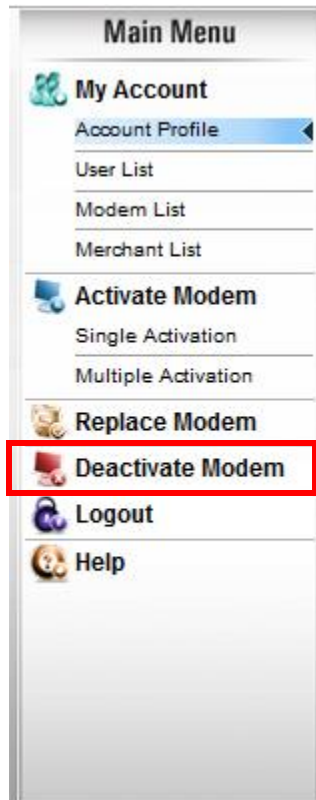 Main Menu
My Account
Account Profile
User List
Modem List
Merchant List
Activate Modem
Single Activation
Multiple Activation
Replace Modem
Deactivate Modem
Logout
Help